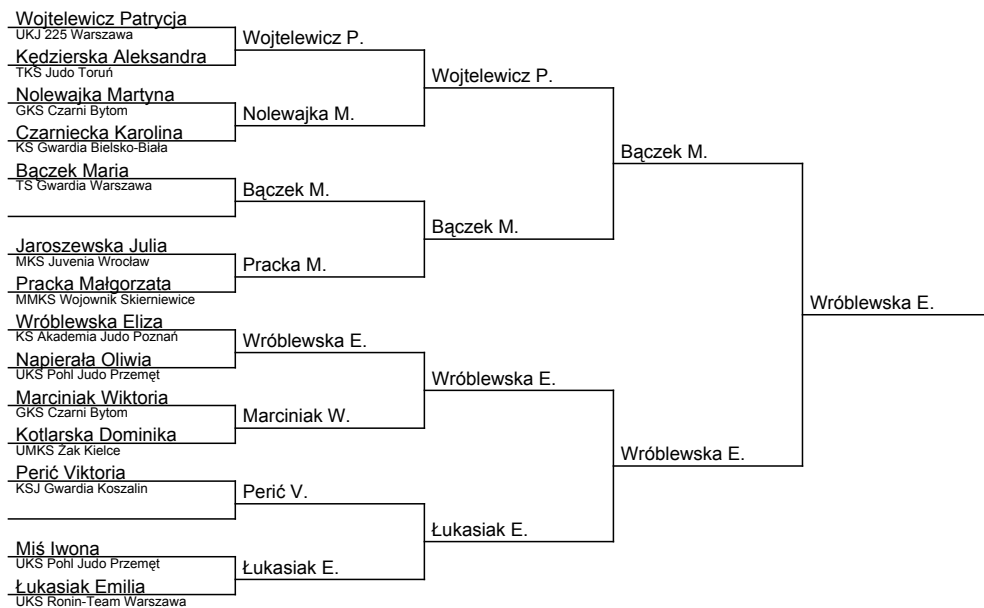 Wojtelewicz Patrycja
UKJ 225 Warszawa
Kędzierska Aleksandra
TKS Judo Toruń
Nolewajka Martyna
GKS Czarni Bytom
Czarniecka Karolina
KS Gwardia Bielsko-Biała
Bączek Maria
TS Gwardia Warszawa
Jaroszewska Julia
MKS Juvenia Wrocław
Pracka Małgorzata
MMKS Wojownik Skierniewice
Wróblewska Eliza
KS Akademia Judo Poznań
Napierała Oliwia
UKS Pohl Judo Przemęt
Marciniak Wiktoria
GKS Czarni Bytom
Kotlarska Dominika
UMKS Żak Kielce
Perić Viktoria
KSJ Gwardia Koszalin
Miś Iwona
UKS Pohl Judo Przemęt
Łukasiak Emilia
UKS Ronin-Team Warszawa
Wojtelewicz P.
Nolewajka M.
Bączek M.
Pracka M.
Wróblewska E.
Marciniak W.
Perić V.
Łukasiak E.
Wojtelewicz P.
Bączek M.
Wróblewska E.
Łukasiak E.
Bączek M.
Wróblewska E.
Wróblewska E.